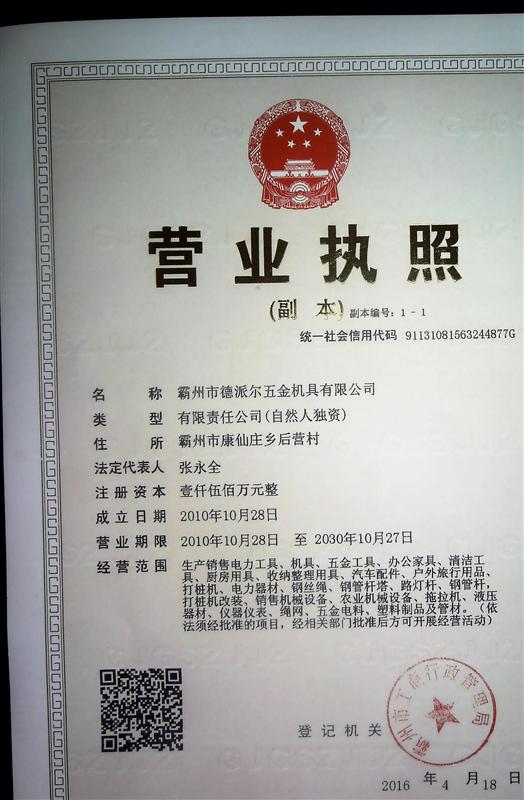 营业执照
(副 本) 副本编号：1-1
统一社会信用代码 91131081563244877G
名 称 霸州市德派尔五金机具有限公司
类 型 有限责任公司(自然人独资)
住 所 霸州市康仙庄乡后营村
法定代表人 张永全
注册资本 壹仟伍佰万元整
成立日期 2010年10月28日
营业期限 2010年10月28日 至 2030年10月27日
经营范围 生产销售电力工具、机具、五金工具、办公家具、清洁工
具、厨房用具、收纳整理用具、汽车配件、户外旅行用品、
打桩机、电力器材、钢丝绳、钢管杆塔、路灯杆、钢管杆，
打桩机改装、销售机械设备、农业机械设备、拖拉机、液压
器材、仪器仪表、绳网、五金电料、塑料制品及管材。（依
法须经批准的项目，经相关部门批准后方可开展经营活动）
霸州市工商行政管理局
登记机关
2016 年 4 月 18 日